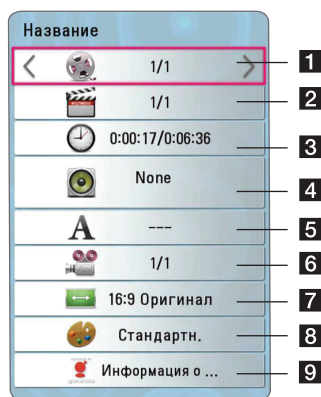 Название
1/1
1
1/1
2
0:00:17/0:06:36
3
None
4
A
---
5
1/1
6
16:9 Оригинал
7
Стандартн.
8
Информация о ...
9